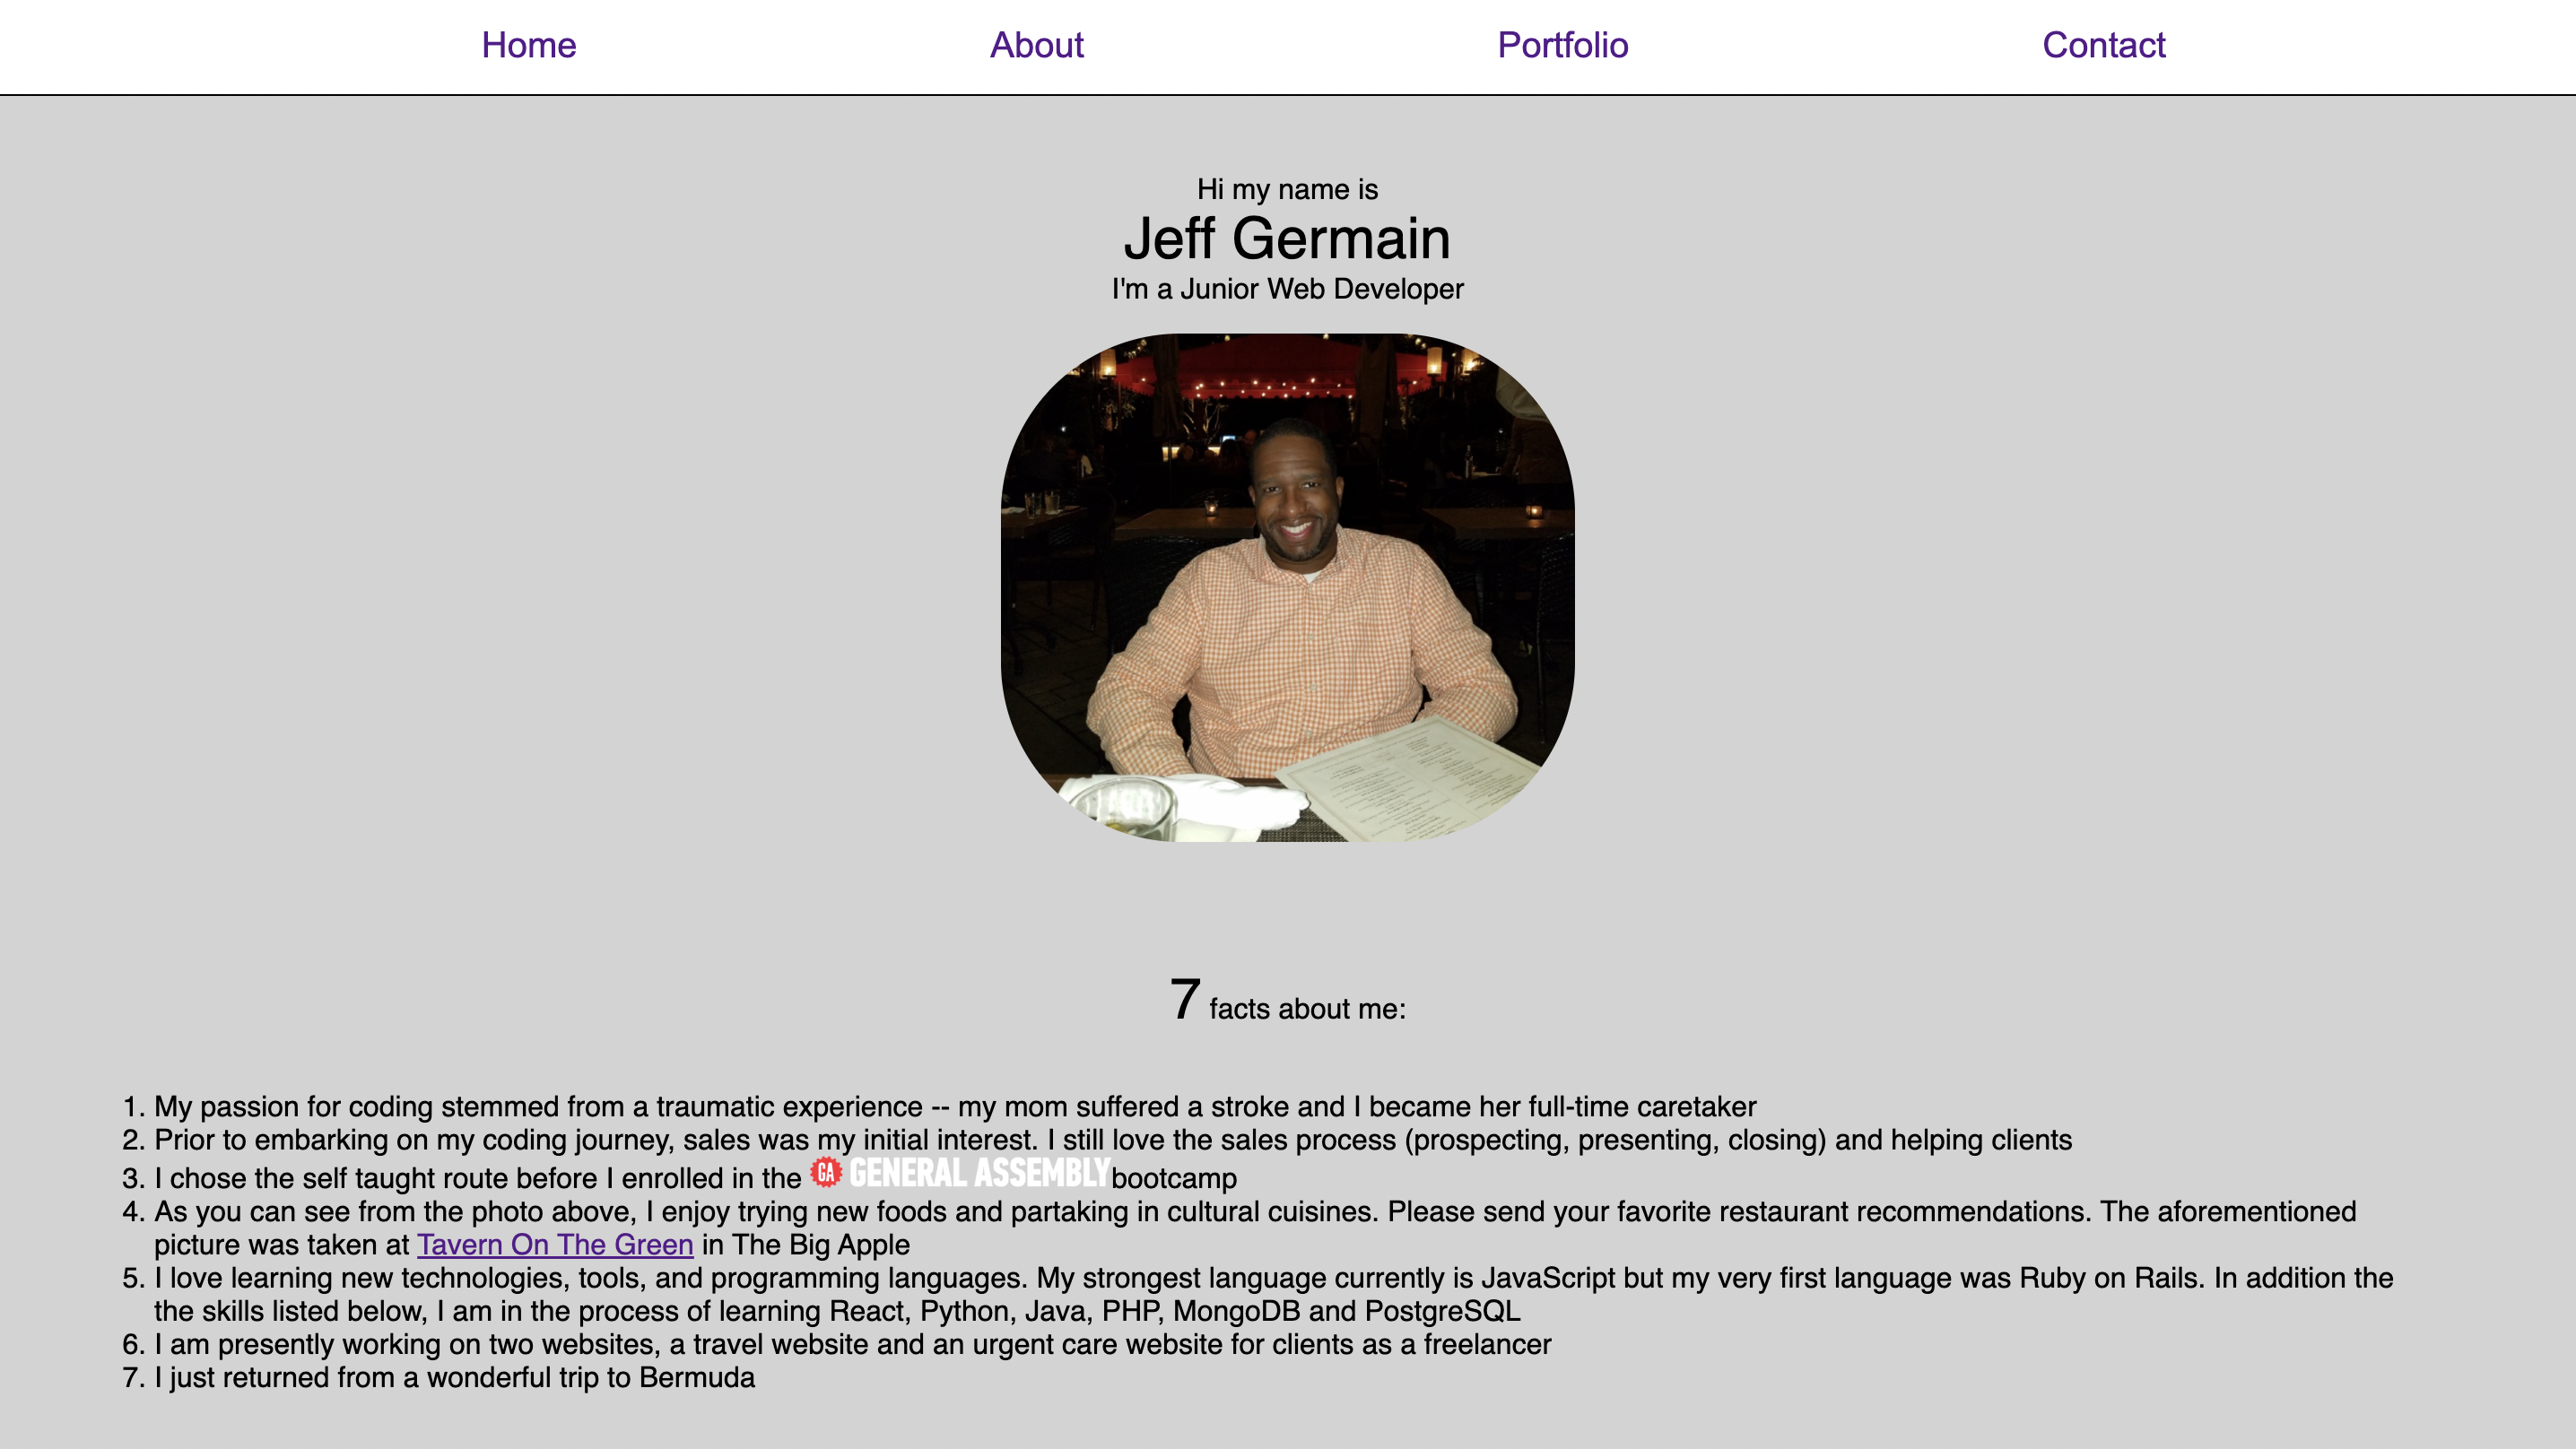 Home About Portfolio Contact
Hi my name is
Jeff Germain
I'm a Junior Web Developer
7 facts about me:
1. My passion for coding stemmed from a traumatic experience -- my mom suffered a stroke and I became her full-time caretaker
2. Prior to embarking on my coding journey, sales was my initial interest. I still love the sales process (prospecting, presenting, closing) and helping clients
3. I chose the self taught route before I enrolled in the GA GENERAL ASSEMBLY bootcamp
4. As you can see from the photo above, I enjoy trying new foods and partaking in cultural cuisines. Please send your favorite restaurant recommendations. The aforementioned
picture was taken at Tavern On The Green in The Big Apple
5. I love learning new technologies, tools, and programming languages. My strongest language currently is JavaScript but my very first language was Ruby on Rails. In addition the
the skills listed below, I am in the process of learning React, Python, Java, PHP, MongoDB and PostgreSQL
6. I am presently working on two websites, a travel website and an urgent care website for clients as a freelancer
7. I just returned from a wonderful trip to Bermuda